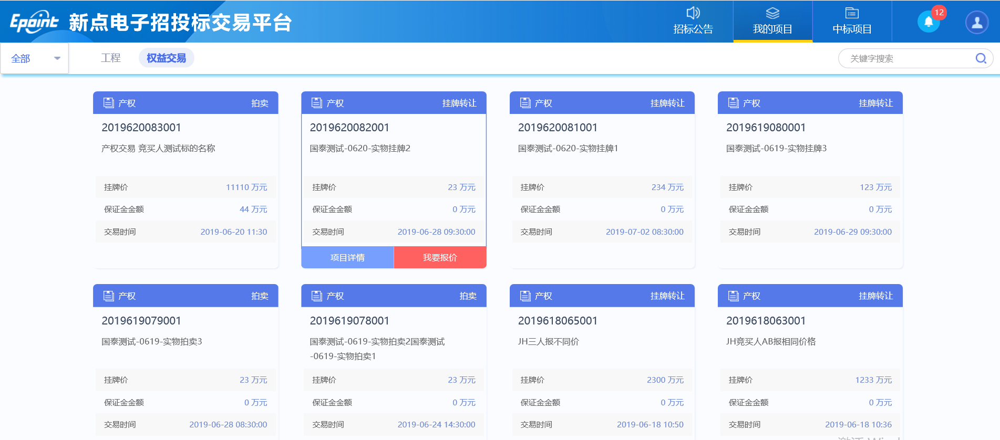 Epoint 新点电子招投标交易平台
招标公告
我的项目
中标项目
12
全部
工程
权益交易
关键字搜索
产权 拍卖
2019620083001
产权交易 竞买人测试标的名称
挂牌价 11110 万元
保证金金额 44 万元
交易时间 2019-06-20 11:30
产权 挂牌转让
2019620082001
国泰测试-0620-实物挂牌2
挂牌价 23 万元
保证金金额 0 万元
交易时间 2019-06-28 09:30:00
项目详情 我要报价
产权 挂牌转让
2019620081001
国泰测试-0620-实物挂牌1
挂牌价 234 万元
保证金金额 0 万元
交易时间 2019-07-02 08:30:00
产权 挂牌转让
2019619080001
国泰测试-0619-实物挂牌3
挂牌价 123 万元
保证金金额 0 万元
交易时间 2019-06-29 09:30:00
产权 拍卖
2019619079001
国泰测试-0619-实物拍卖3
挂牌价 23 万元
保证金金额 0 万元
交易时间 2019-06-28 08:30:00
产权 拍卖
2019619078001
国泰测试-0619-实物拍卖2国泰测试
-0619-实物拍卖1
挂牌价 23 万元
保证金金额 0 万元
交易时间 2019-06-24 14:30:00
产权 挂牌转让
2019618065001
JH三人报不同价
挂牌价 2300 万元
保证金金额 0 万元
交易时间 2019-06-18 10:50
产权 挂牌转让
2019618063001
JH竞买人AB报相同价格
挂牌价 1233 万元
保证金金额 0 万元
交易时间 2019-06-18 10:36